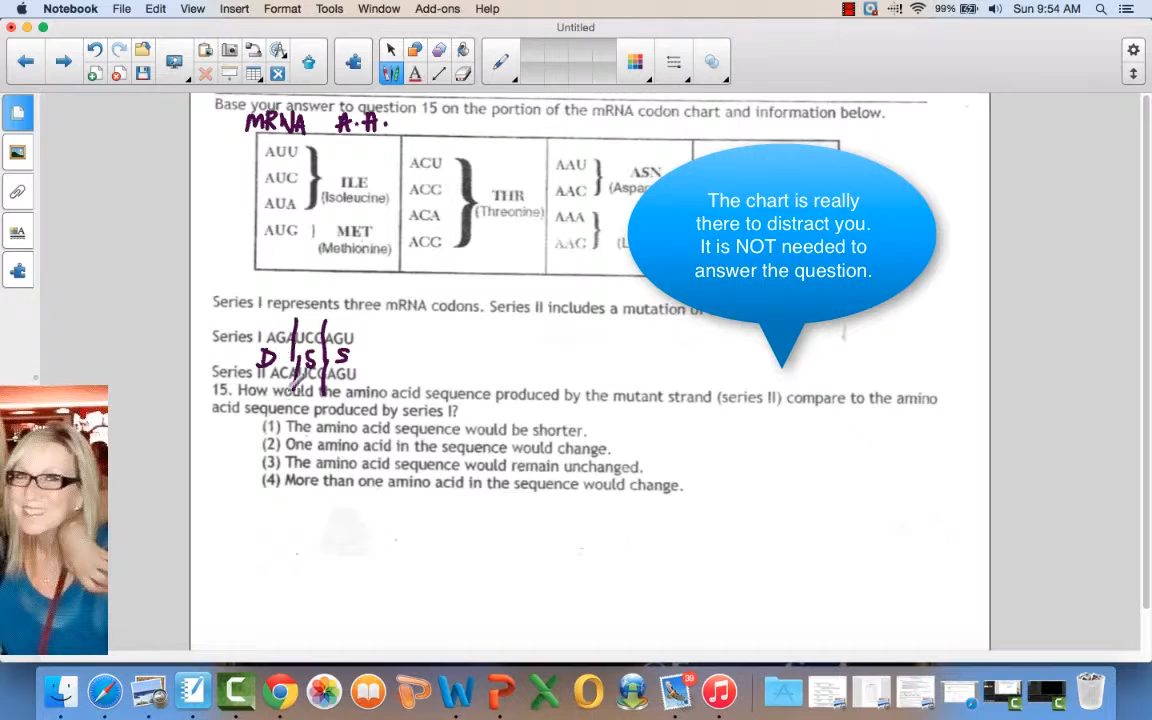 Notebook File Edit View Insert Format Tools Window Add-ons Help 99% Sun 9:54 AM
Untitled
Base your answer to question 15 on the portion of the mRNA codon chart and information below.
MRNA A.A.
AUU
AUC
AUA
ILE
(Isoleucine)
AUG
MET
(Methionine)
ACU
ACC
ACA
ACG
THR
(Threonine)
AAU
AAC
ASN
(Aspa
AAA
AAG
(L
The chart is really
there to distract you.
It is NOT needed to
answer the question.
Series I represents three mRNA codons. Series II includes a mutation
Series I AGAUCGAGU
D S S
Series II ACAUCGAGU
15. How would the amino acid sequence produced by the mutant strand (series II) compare to the amino
acid sequence produced by series I?
(1) The amino acid sequence would be shorter.
(2) One amino acid in the sequence would change.
(3) The amino acid sequence would remain unchanged.
(4) More than one amino acid in the sequence would change.